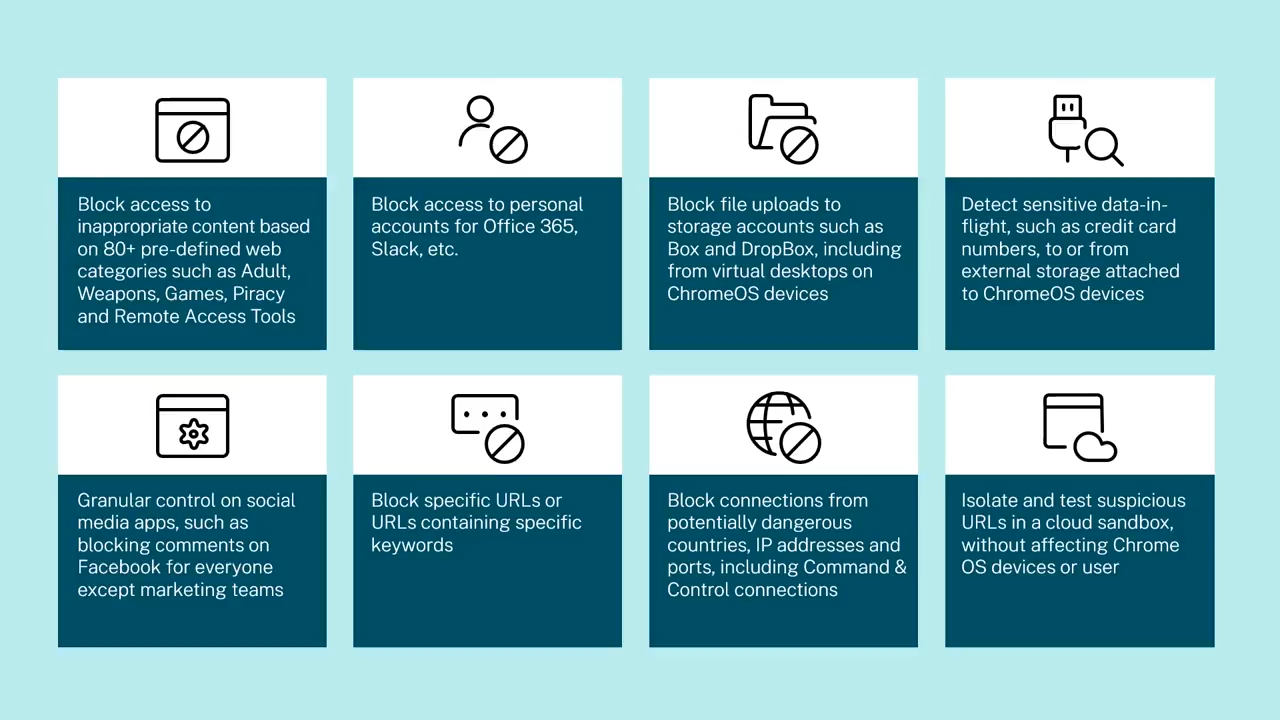 Block access to
inappropriate content based
on 80+ pre-defined web
categories such as Adult,
Weapons, Games, Piracy
and Remote Access Tools
Block access to personal
accounts for Office 365,
Slack, etc.
Block file uploads to
storage accounts such as
Box and DropBox, including
from virtual desktops on
ChromeOS devices
Detect sensitive data-in-
flight, such as credit card
numbers, to or from
external storage attached
to ChromeOS devices
Granular control on social
media apps, such as
blocking comments on
Facebook for everyone
except marketing teams
Block specific URLs or
URLs containing specific
keywords
Block connections from
potentially dangerous
countries, IP addresses and
ports, including Command &
Control connections
Isolate and test suspicious
URLs in a cloud sandbox,
without affecting Chrome
OS devices or user